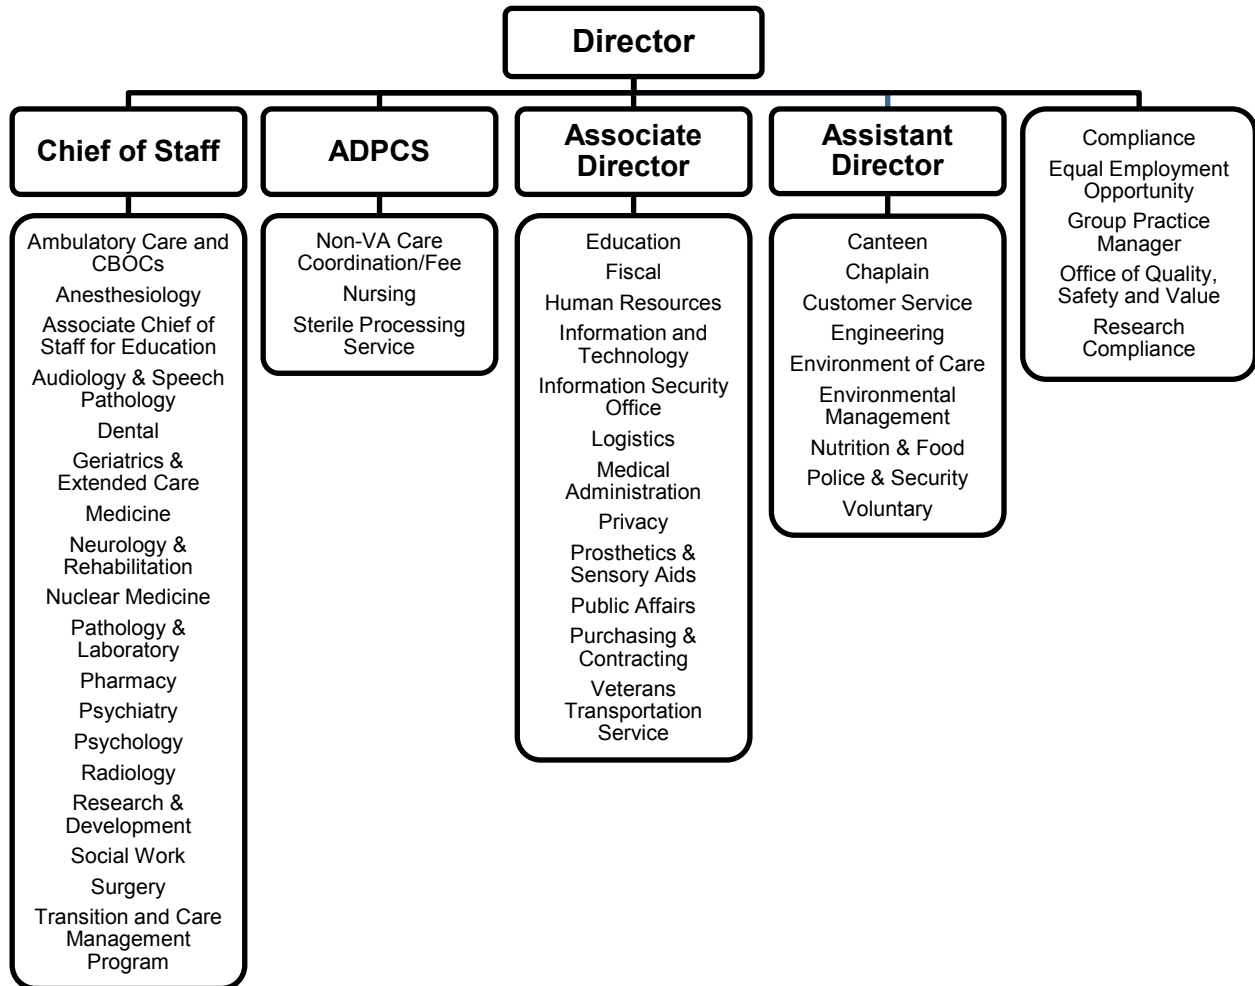 Director
Chief of Staff
ADPCS
Associate
Director
Assistant
Director
Compliance
Equal Employment
Opportunity
Group Practice
Manager
Office of Quality,
Safety and Value
Research
Compliance
Ambulatory Care and
CBOCs
Anesthesiology
Associate Chief of
Staff for Education
Audiology & Speech
Pathology
Dental
Geriatrics &
Extended Care
Medicine
Neurology &
Rehabilitation
Nuclear Medicine
Pathology &
Laboratory
Pharmacy
Psychiatry
Psychology
Radiology
Research &
Development
Social Work
Surgery
Transition and Care
Management
Program
Non-VA Care
Coordination/Fee
Nursing
Sterile Processing
Service
Education
Fiscal
Human Resources
Information and
Technology
Information Security
Office
Logistics
Medical
Administration
Privacy
Prosthetics &
Sensory Aids
Public Affairs
Purchasing &
Contracting
Veterans
Transportation
Service
Canteen
Chaplain
Customer Service
Engineering
Environment of Care
Environmental
Management
Nutrition & Food
Police & Security
Voluntary